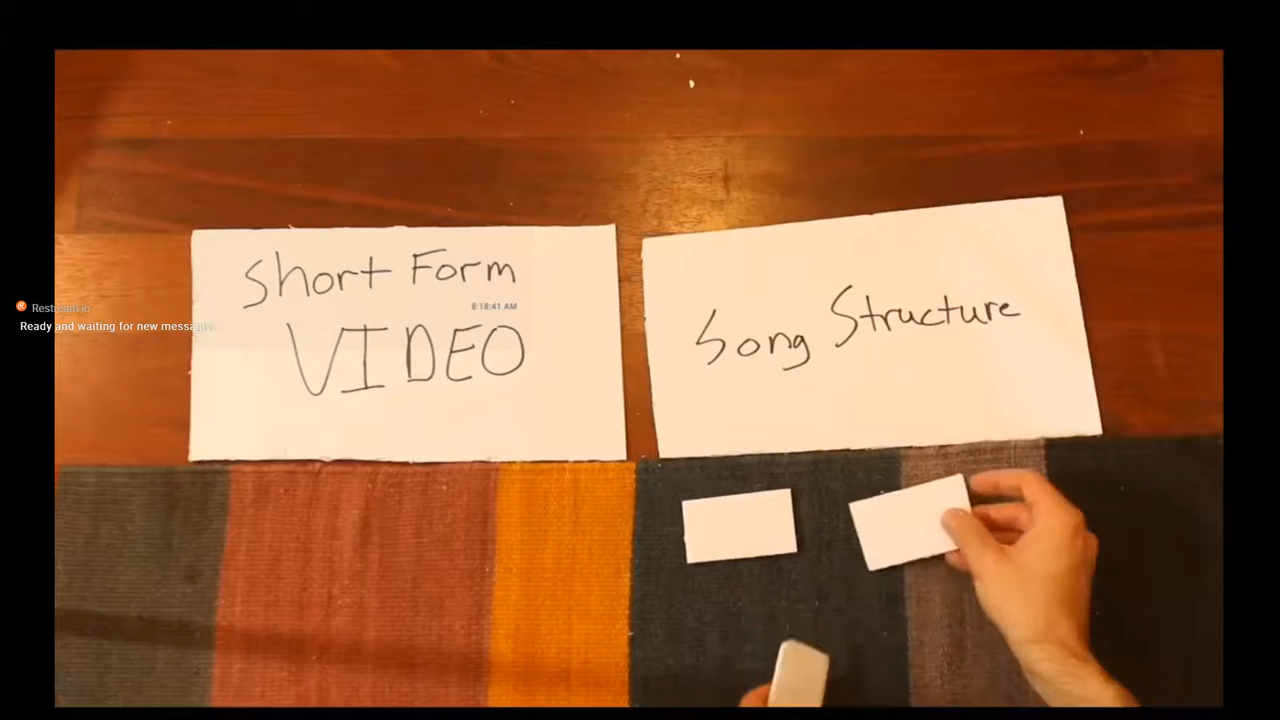 Short Form
VIDEO
Song Structure
8:18:41 AM
Restream.io
Ready and waiting for new messages.